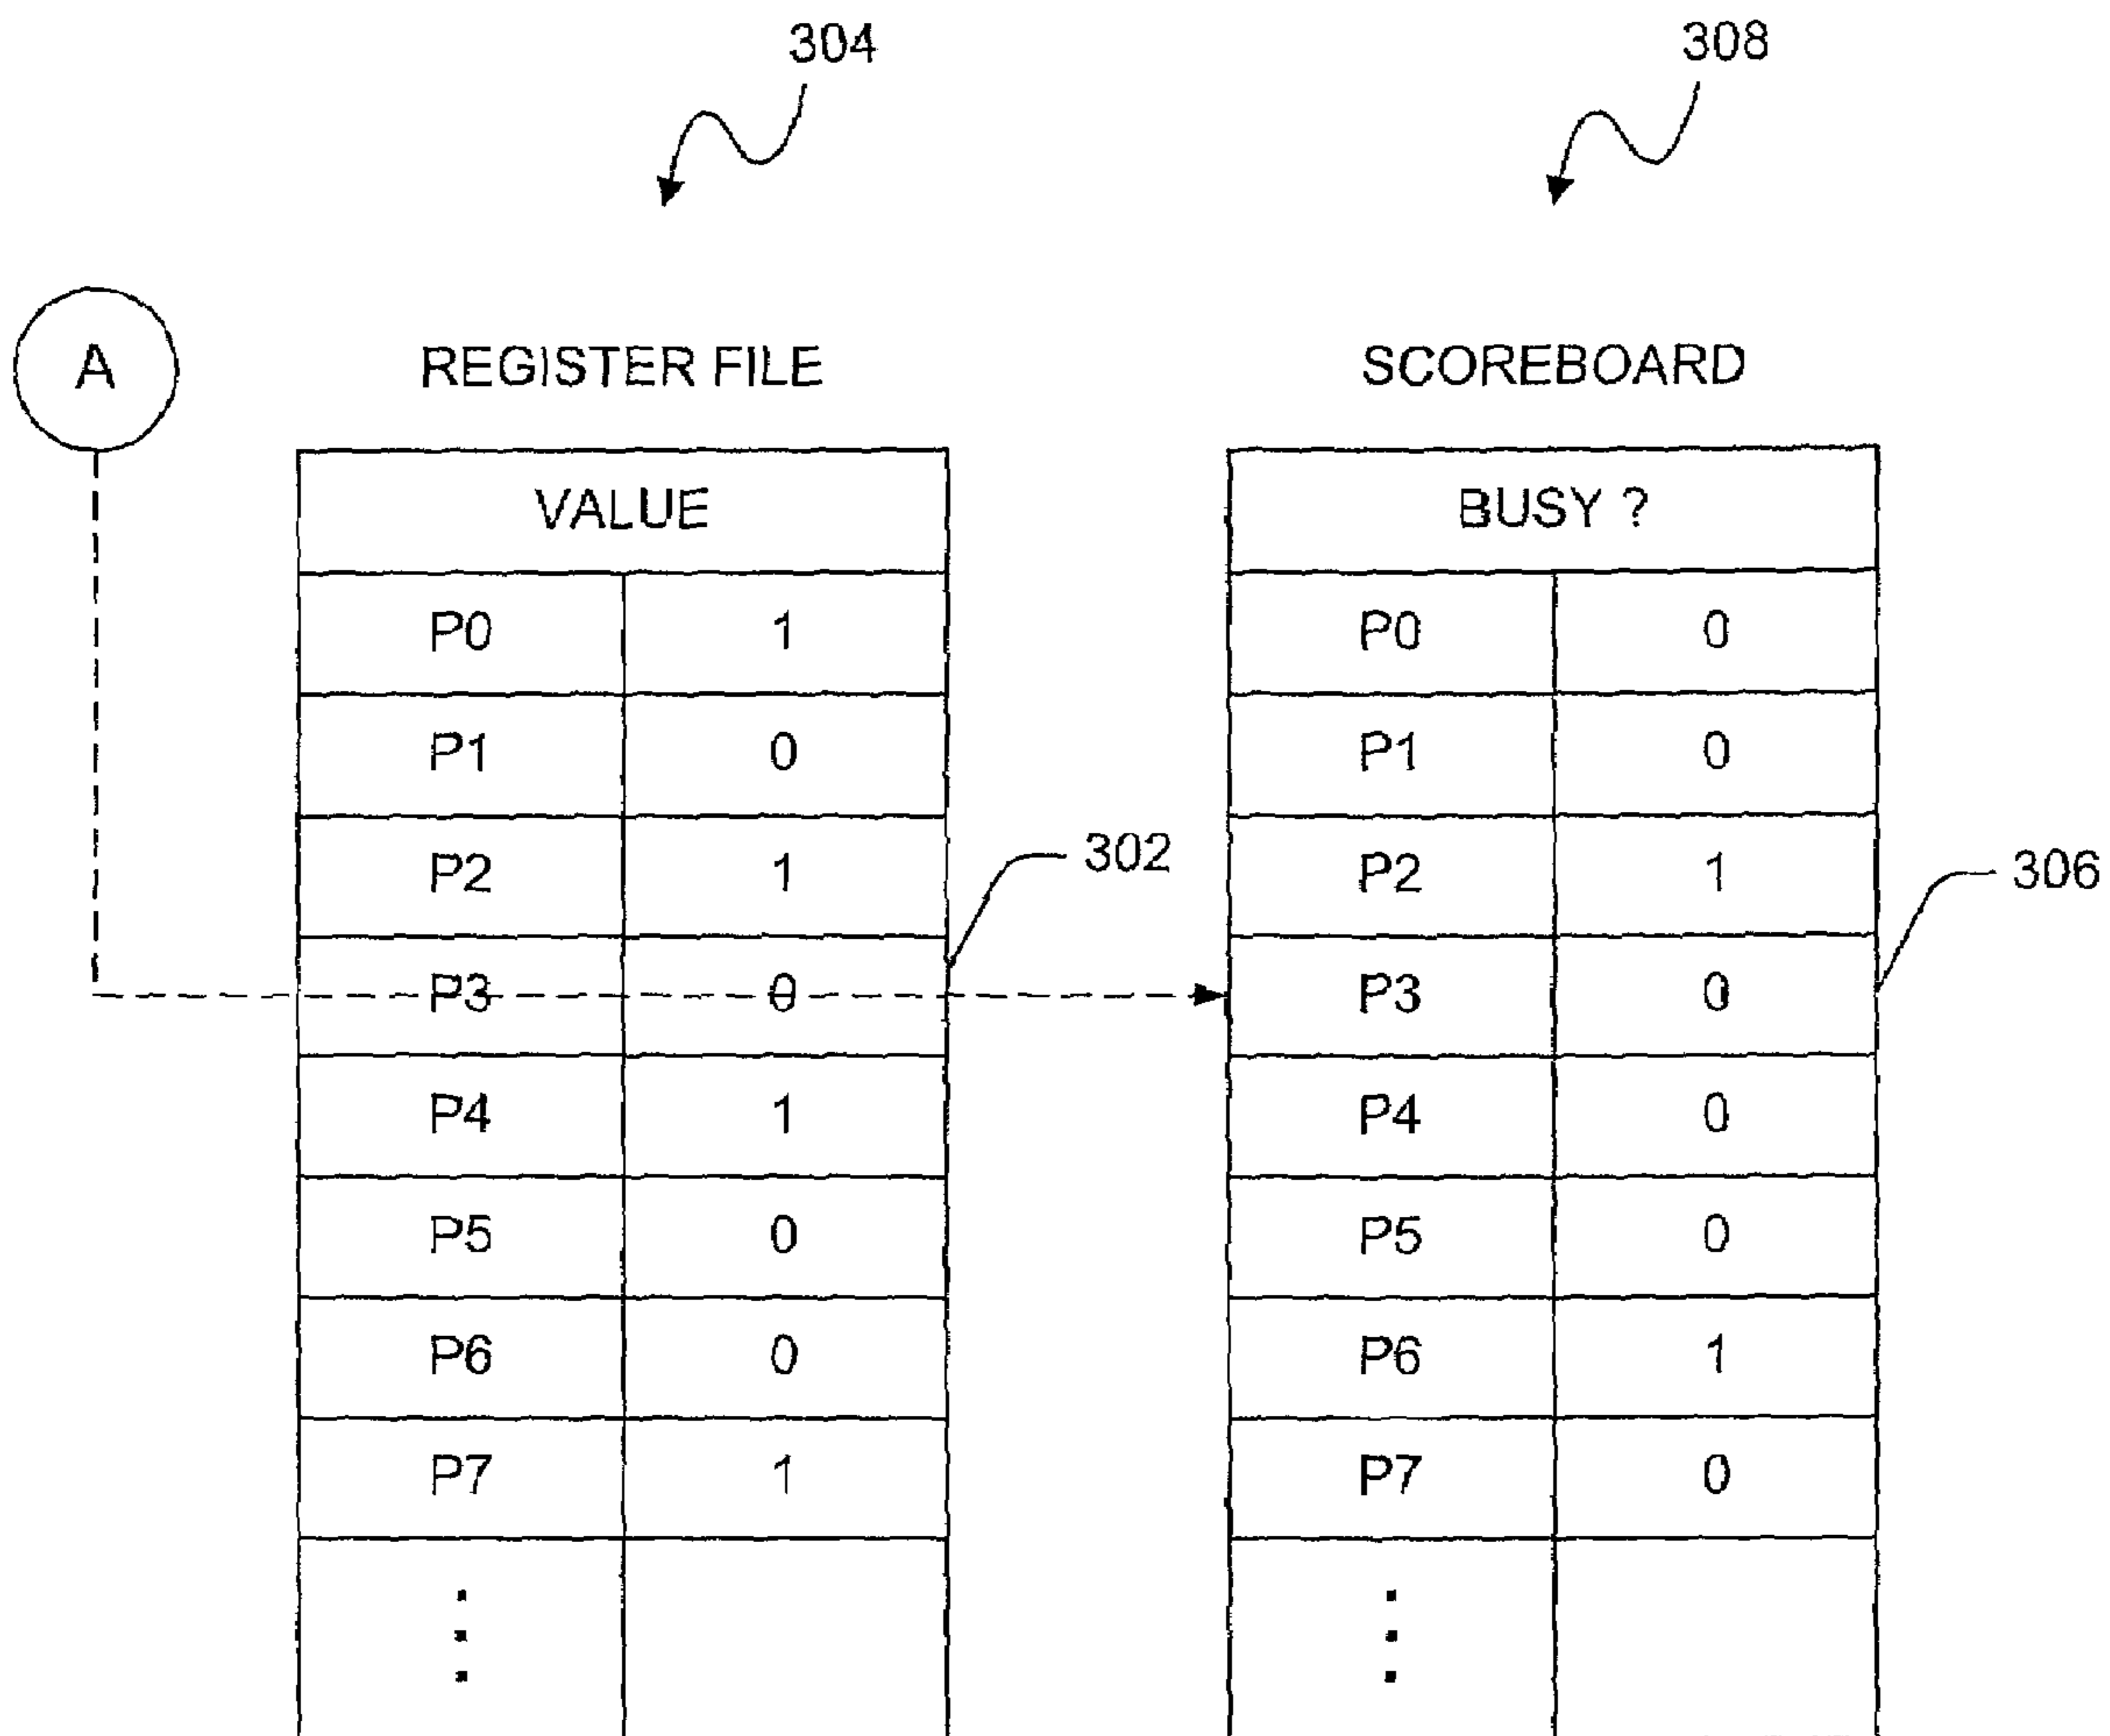 304 308
A REGISTER FILE SCOREBOARD
VALUE BUSY ?
P0 1 P0 0
P1 0 P1 0
P2 1 302 P2 1 306
P3 0 P3 0
P4 1 P4 0
P5 0 P5 0
P6 0 P6 1
P7 1 P7 0